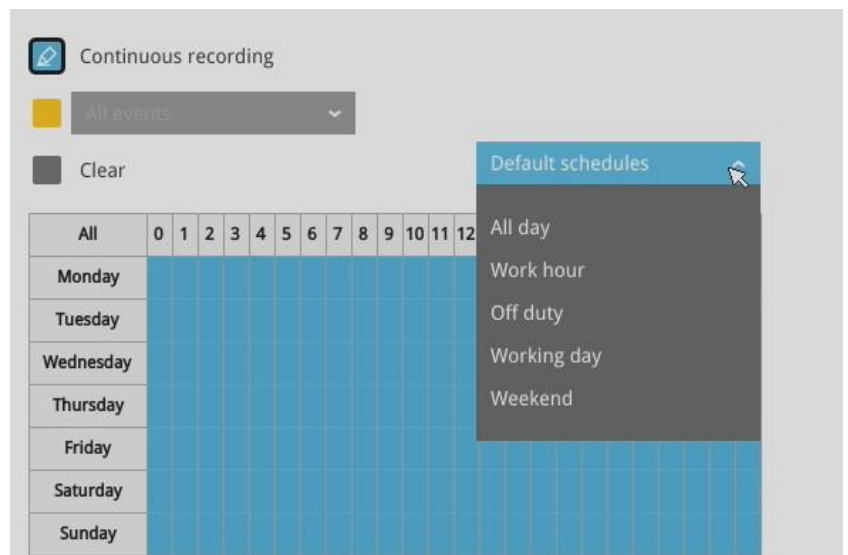 Continuous recording
All events
Clear
Default schedules
All day
Work hour
Off duty
Working day
Weekend
All 0 1 2 3 4 5 6 7 8 9 10 11 12
Monday
Tuesday
Wednesday
Thursday
Friday
Saturday
Sunday